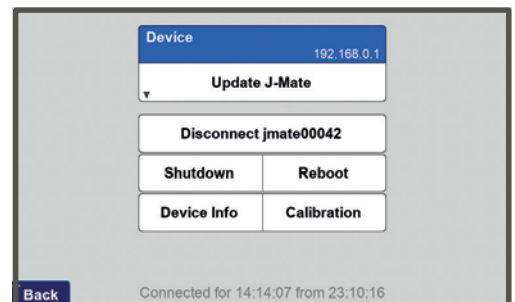 Device
192.168.0.1
Update J-Mate
Disconnect jmate00042
Shutdown Reboot
Device Info Calibration
Back Connected for 14;14:07 from 23:10;16